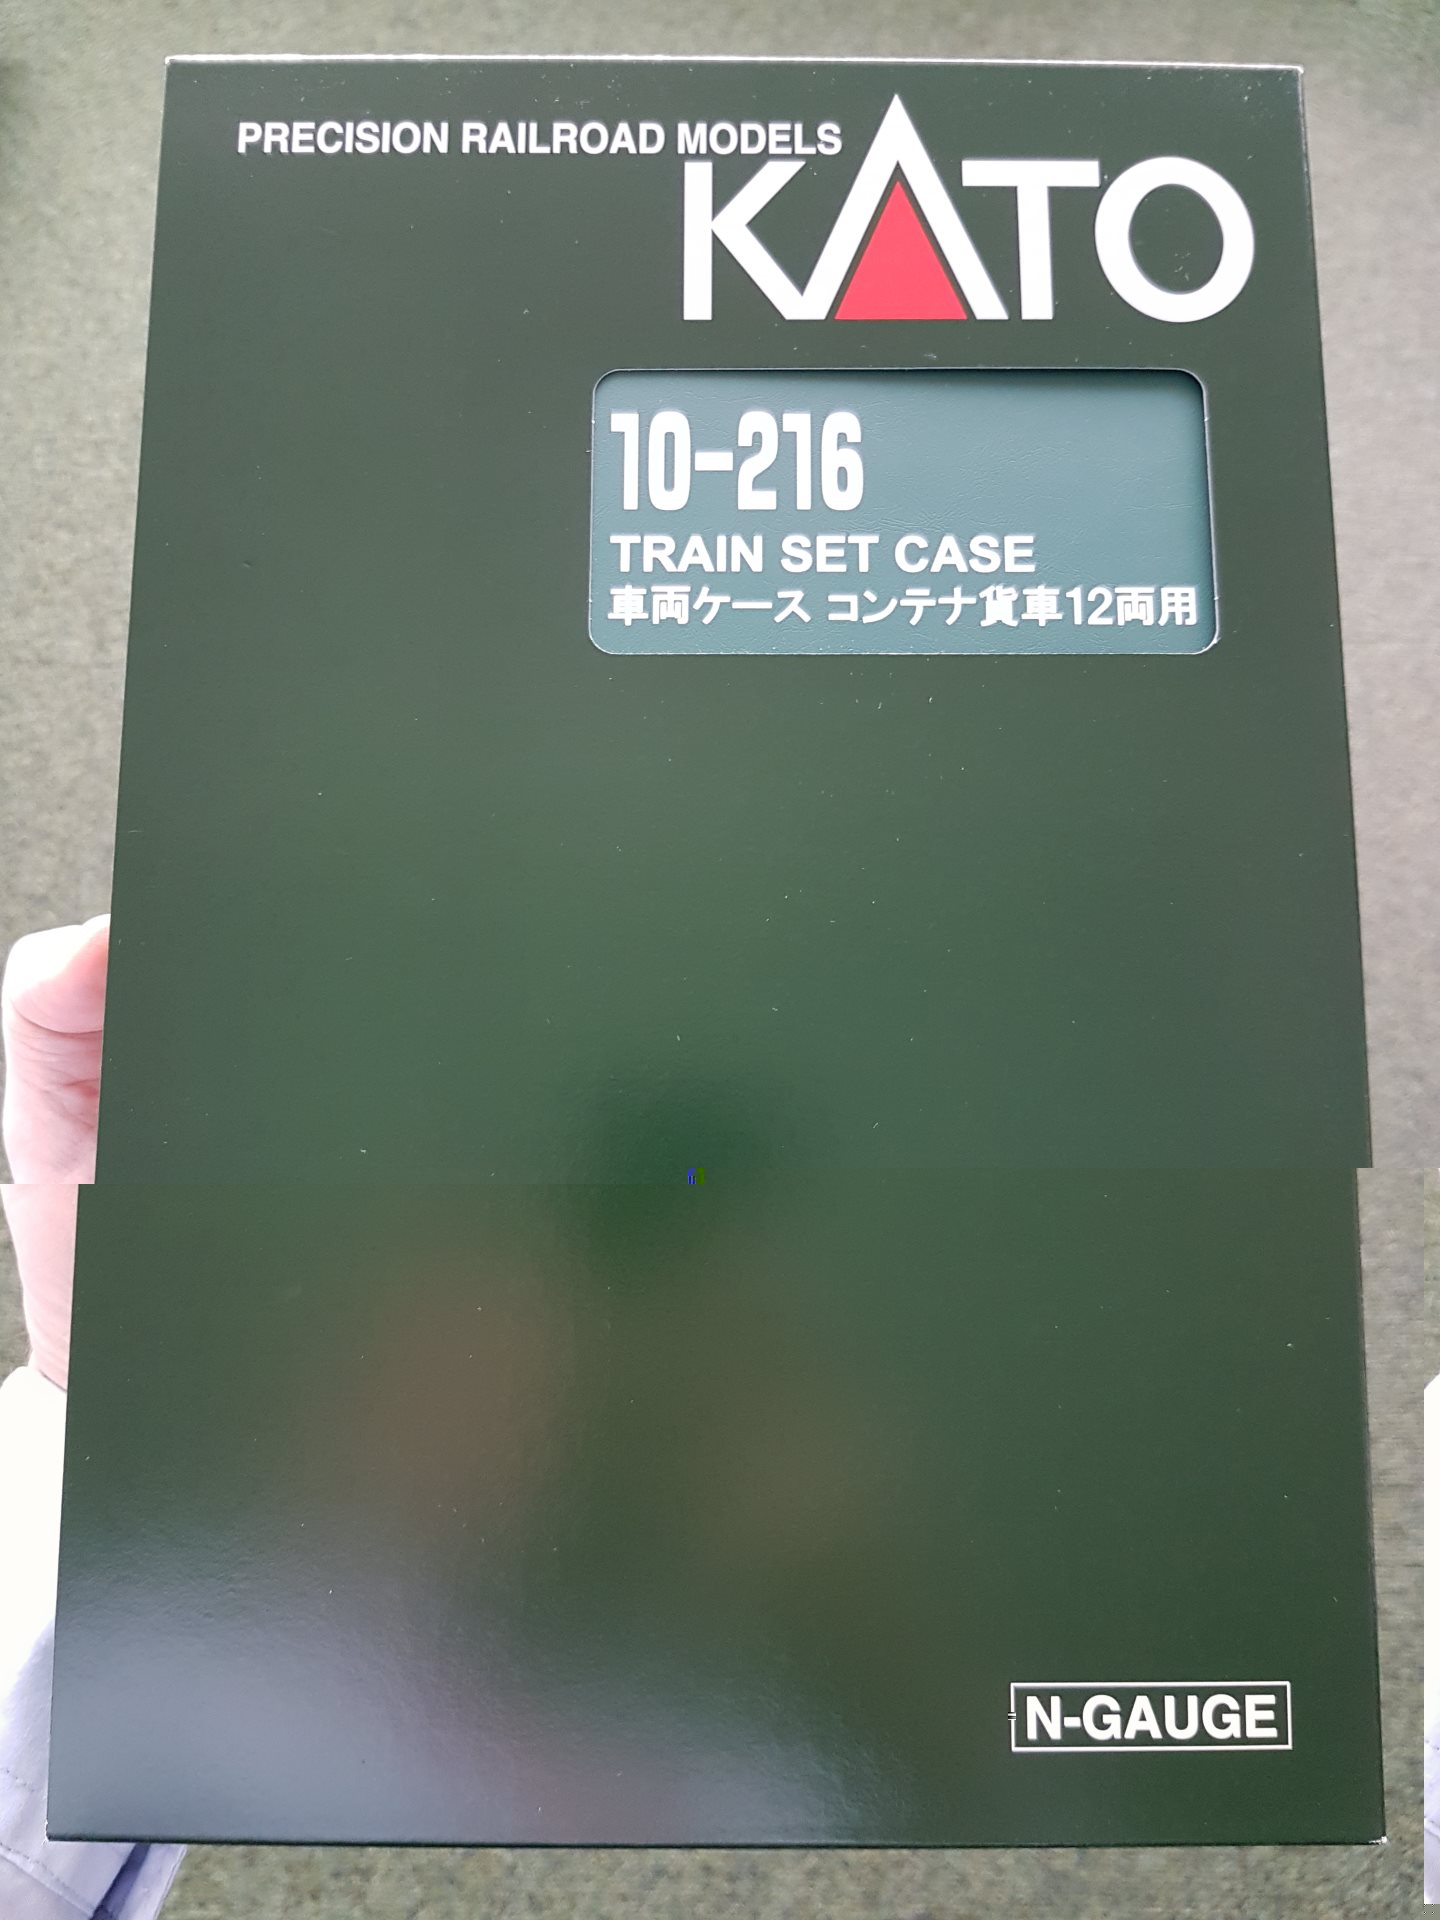 PRECISION RAILROAD MODELS
KATO
10-216
TRAIN SET CASE
車両ケース コンテナ貨車12両用
N-GAUGE